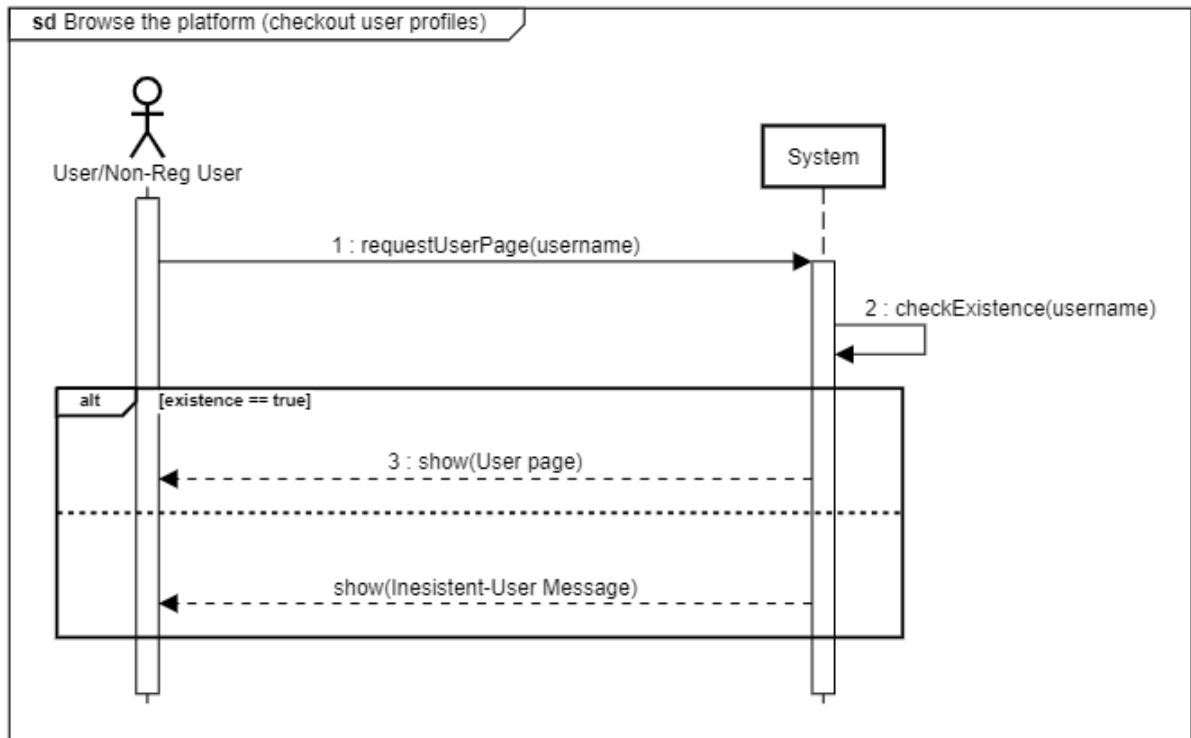 sd Browse the platform (checkout user profiles)
User/Non-Reg User
System
1 : requestUserPage(username)
2 : checkExistence(username)
alt [existence == true]
3 : show(User page)
show(Inesistent-User Message)